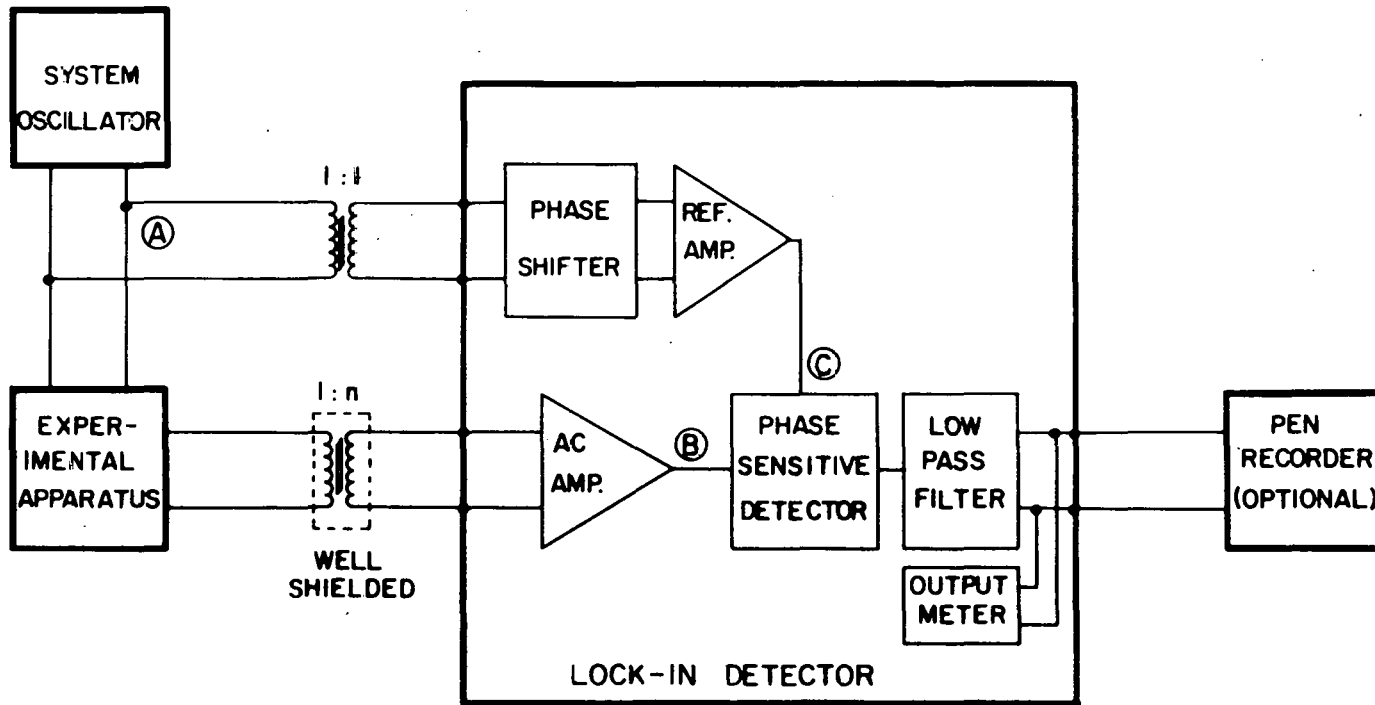 SYSTEM
OSCILLATOR
1:1
A
PHASE
SHIFTER
REF.
AMP.
C
EXPER-
IMENTAL
APPARATUS
1:n
WELL
SHIELDED
AC
AMP.
B
PHASE
SENSITIVE
DETECTOR
LOW
PASS
FILTER
OUTPUT
METER
PEN
RECORDER
(OPTIONAL)
LOCK-IN DETECTOR